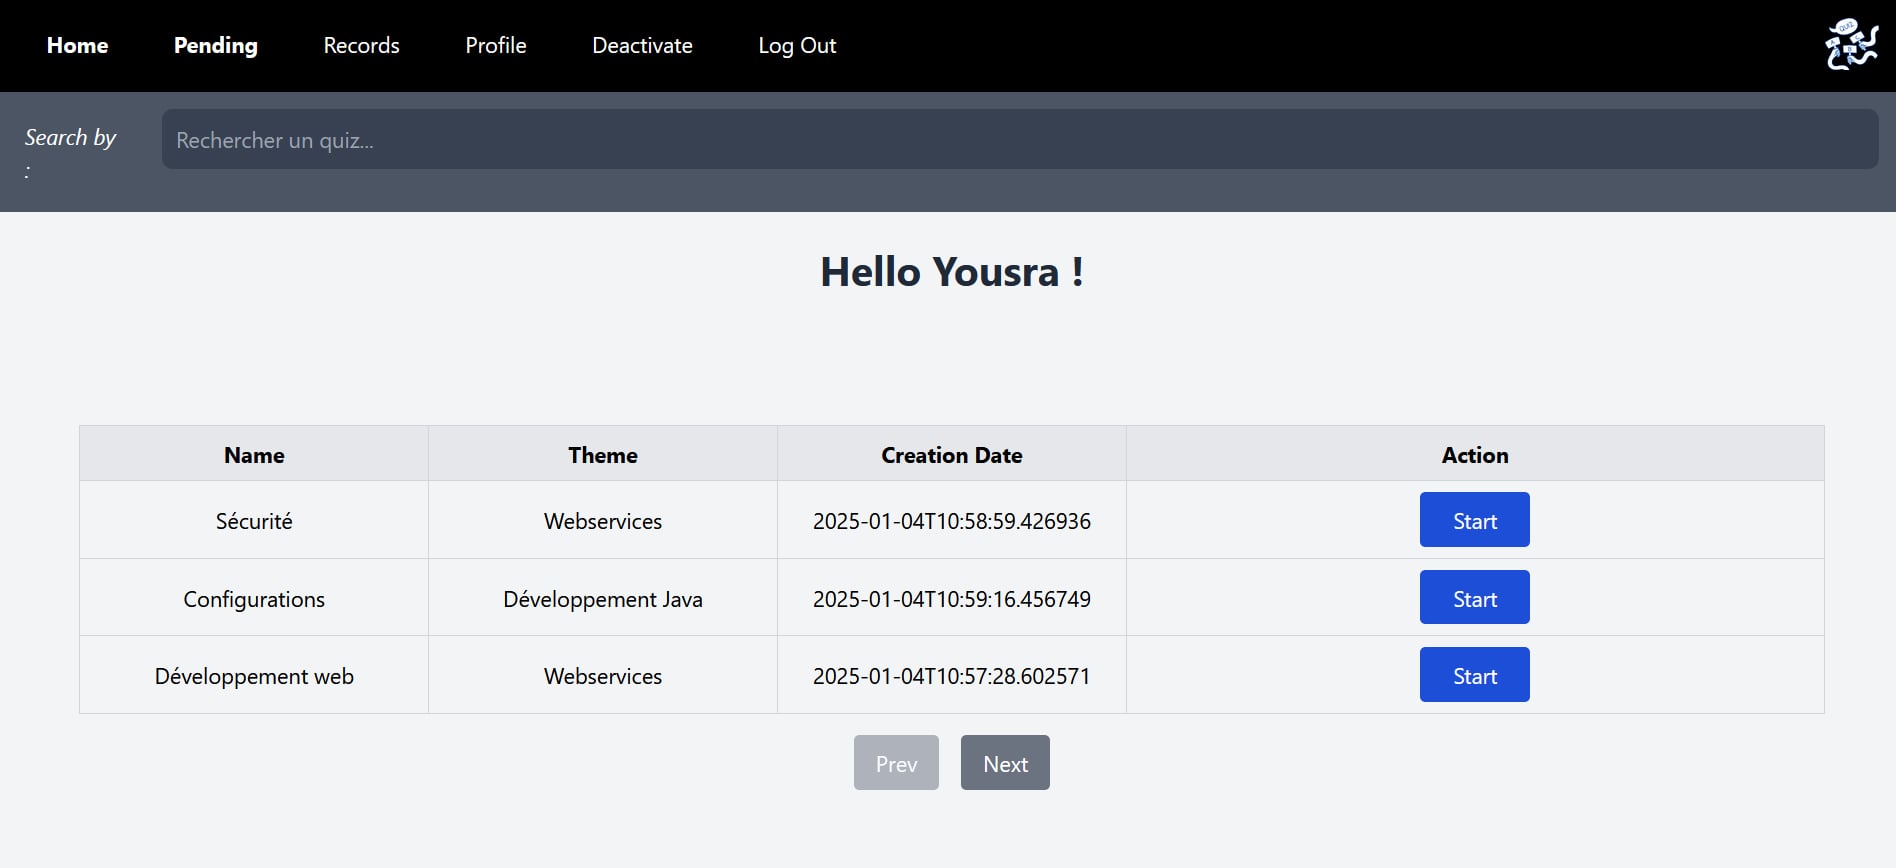 Home Pending Records Profile Deactivate Log Out
QUIZ
Search by
:
Rechercher un quiz...
Hello Yousra !
Name Theme Creation Date Action
Sécurité Webservices 2025-01-04T10:58:59.426936 Start
Configurations Développement Java 2025-01-04T10:59:16.456749 Start
Développement web Webservices 2025-01-04T10:57:28.602571 Start
Prev Next